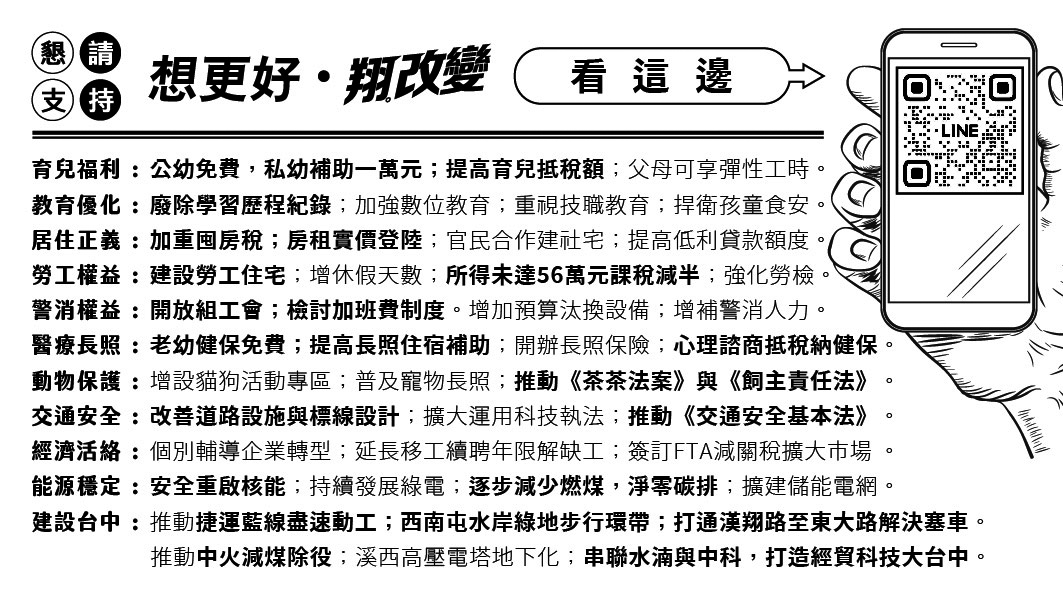 懇請支持
想更好・翔改變
看這邊
LINE
育兒福利：公幼免費，私幼補助一萬元；提高育兒抵稅額；父母可享彈性工時。
教育優化：廢除學習歷程紀錄；加強數位教育；重視技職教育；捍衛孩童食安。
居住正義：加重囤房稅；房租實價登陸；官民合作建社宅；提高低利貸款額度。
勞工權益：建設勞工住宅；增休假天數；所得未達56萬元課稅減半；強化勞檢。
警消權益：開放組工會；檢討加班費制度。增加預算汰換設備；增補警消人力。
醫療長照：老幼健保免費；提高長照住宿補助；開辦長照保險；心理諮商抵稅納健保。
動物保護：增設貓狗活動專區；普及寵物長照；推動《茶茶法案》與《飼主責任法》。
交通安全：改善道路設施與標線設計；擴大運用科技執法；推動《交通安全基本法》。
經濟活絡：個別輔導企業轉型；延長移工續聘年限解缺工；簽訂FTA減關稅擴大市場。
能源穩定：安全重啟核能；持續發展綠電；逐步減少燃煤，淨零碳排；擴建儲能電網。
建設台中：推動捷運藍線盡速動工；西南屯水岸綠地步行環帶；打通漢翔路至東大路解決塞車。
推動中火減煤除役；溪西高壓電塔地下化；串聯水湳與中科，打造經貿科技大台中。